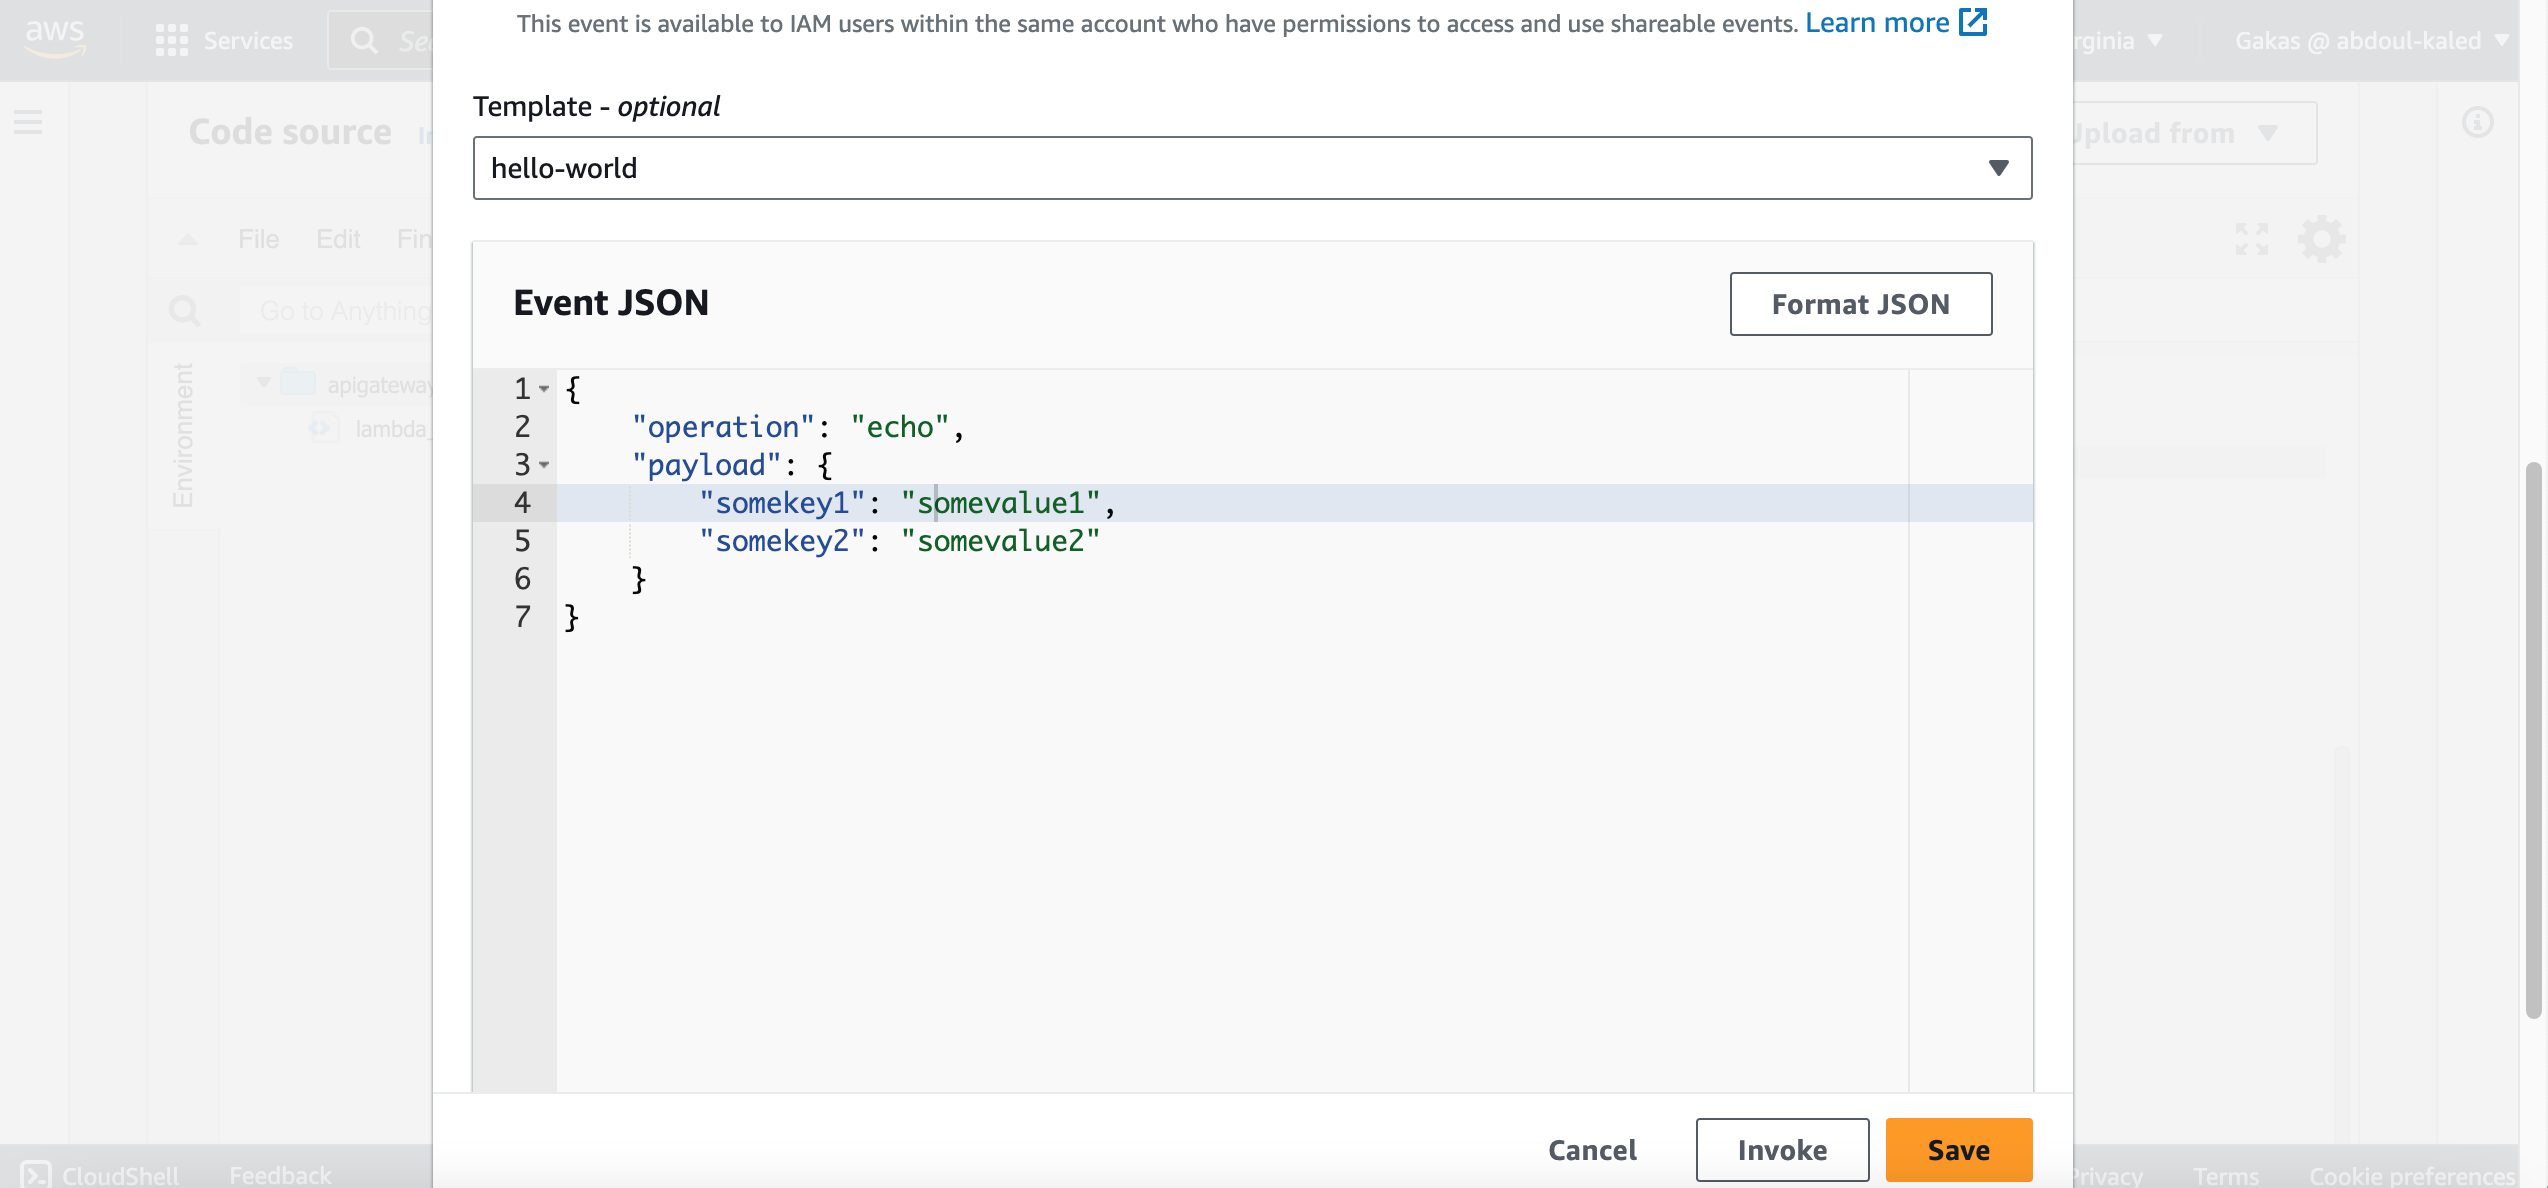 This event is available to IAM users within the same account who have permissions to access and use shareable events. Learn more
aws Services rginia Gakas @ abdoul-kaled
Template - optional
Code source Upload from
hello-world
File Edit Fin
Event JSON Format JSON
Go to Anything
Environment
apigateway
lambda_
1 {
2 "operation": "echo",
3 "payload": {
4 "somekey1": "somevalue1",
5 "somekey2": "somevalue2"
6 }
7 }
Cancel Invoke Save
CloudShell Feedback Privacy Terms Cookie preferences